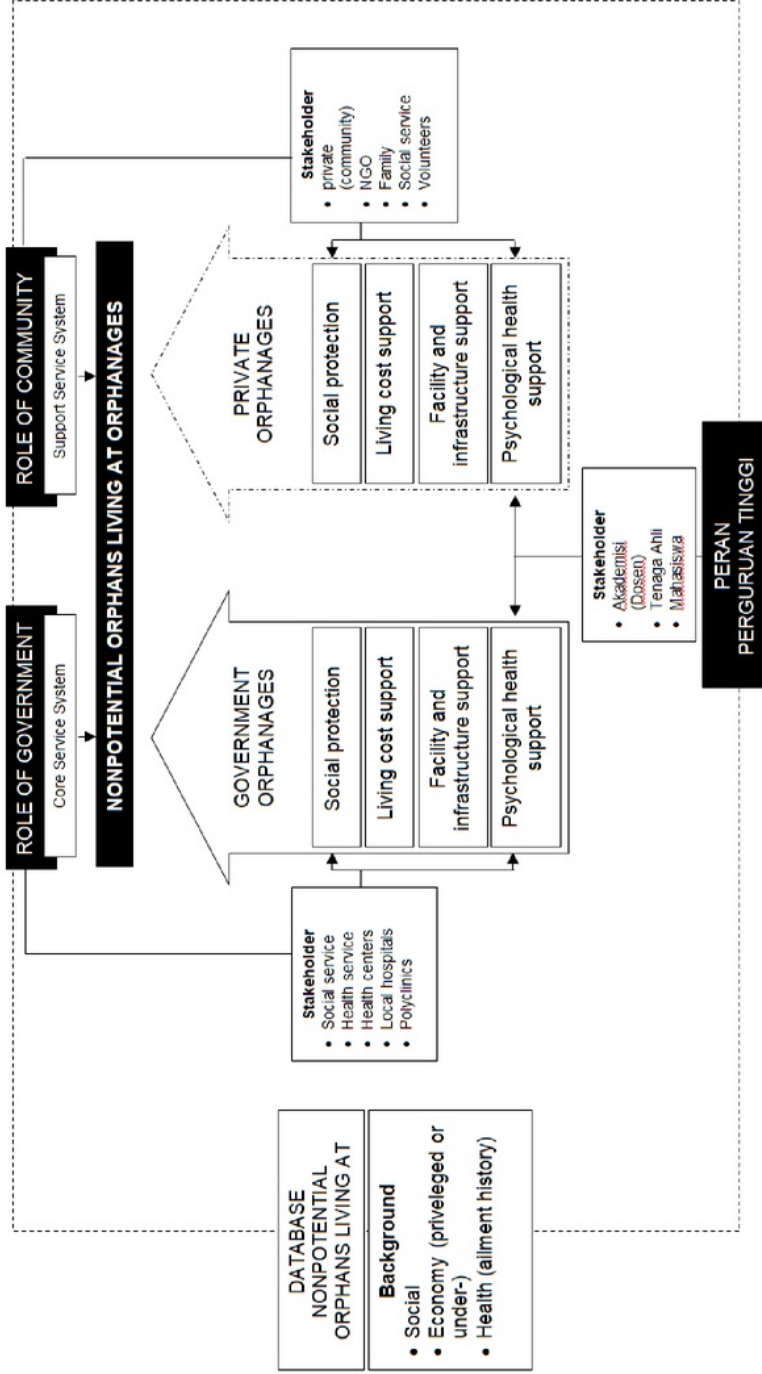 ROLE OF GOVERNMENT
Core Service System
ROLE OF COMMUNITY
Support Service System
NONPOTENTIAL ORPHANS LIVING AT ORPHANAGES
DATABASE
NONPOTENTIAL
ORPHANS LIVING AT
Background
• Social
• Economy (priveleged or
under-)
• Health (ailment history)
Stakeholder
• Social service
• Health service
• Health centers
• Local hospitals
• Polyclinics
GOVERNMENT
ORPHANAGES
Social protection
Living cost support
Facility and
infrastructure support
Psychological health
support
PRIVATE
ORPHANAGES
Social protection
Living cost support
Facility and
infrastructure support
Psychological health
support
Stakeholder
• private
(community)
• NGO
• Family
• Social service
• Volunteers
Stakeholder
• Akademisi
(Dosen)
• Tenaga Ahli
• Mahasiswa
PERAN
PERGURUAN TINGGI